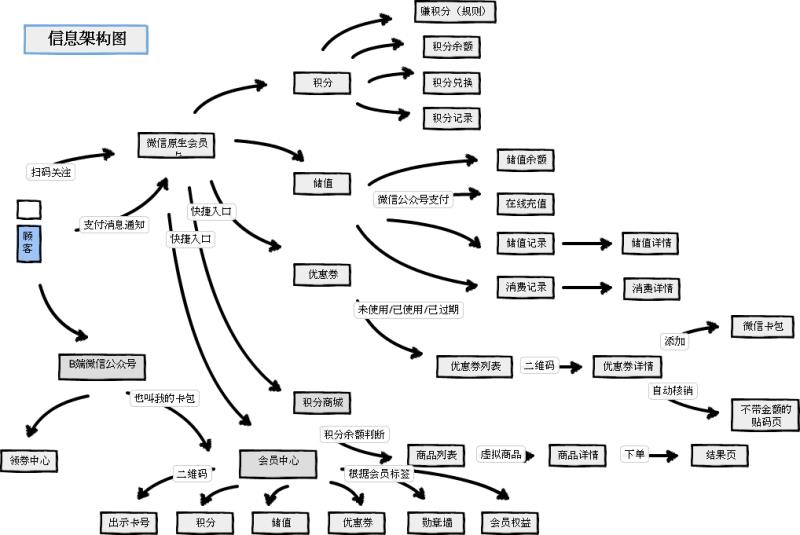 信息架构图
赚积分（规则）
积分余额
积分
积分兑换
积分记录
微信原生会员
扫码关注
储值余额
储值
微信公众号支付
在线充值
快捷入口
支付消息通知
顾
客
快捷入口
储值记录
储值详情
优惠券
消费记录
消费详情
未使用/已使用/已过期
微信卡包
添加
B端微信公众号
优惠券列表
二维码
优惠券详情
自动核销
也叫我的卡包
积分商城
不带金额的
贴码页
积分余额判断
领券中心
会员中心
商品列表
虚拟商品
商品详情
下单
结果页
二维码
根据会员标签
出示卡号
积分
储值
优惠券
勋章墙
会员权益